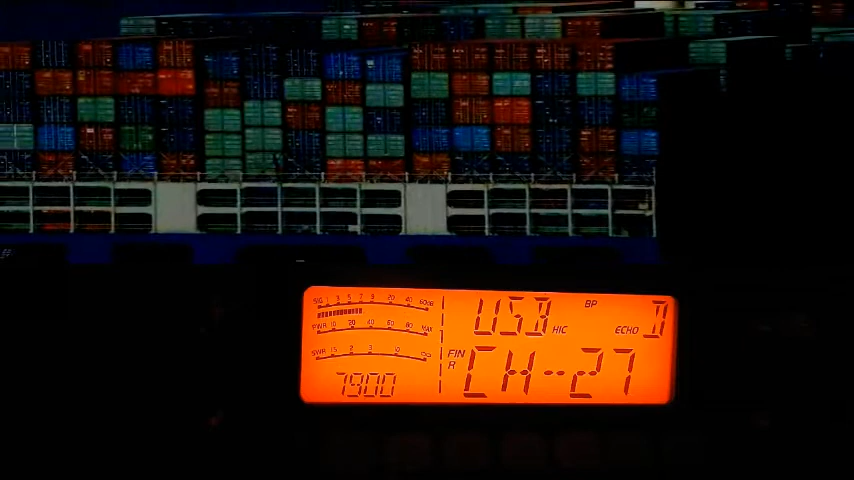 SIG 1 3 5 7 9 20 40 60dB
PWR 10 20 40 60 80 MAX
SWR 1.5 2 3 10 100
7900
USB HIC BP ECHO D
FIN R CH--27